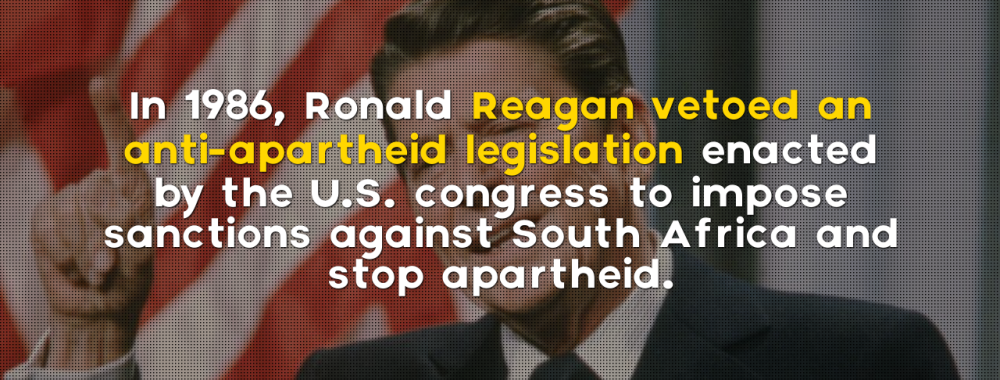 In 1986, Ronald Reagan vetoed an
anti-apartheid legislation enacted
by the U.S. congress to impose
sanctions against South Africa and
stop apartheid.